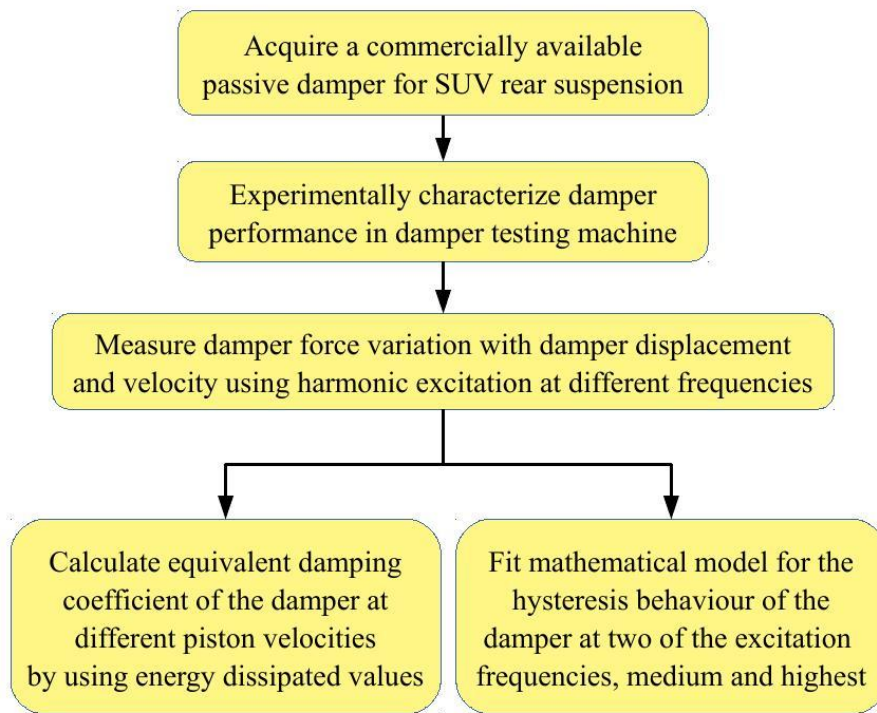 Acquire a commercially available
passive damper for SUV rear suspension
Experimentally characterize damper
performance in damper testing machine
Measure damper force variation with damper displacement
and velocity using harmonic excitation at different frequencies
Calculate equivalent damping
coefficient of the damper at
different piston velocities
by using energy dissipated values
Fit mathematical model for the
hysteresis behaviour of the
damper at two of the excitation
frequencies, medium and highest